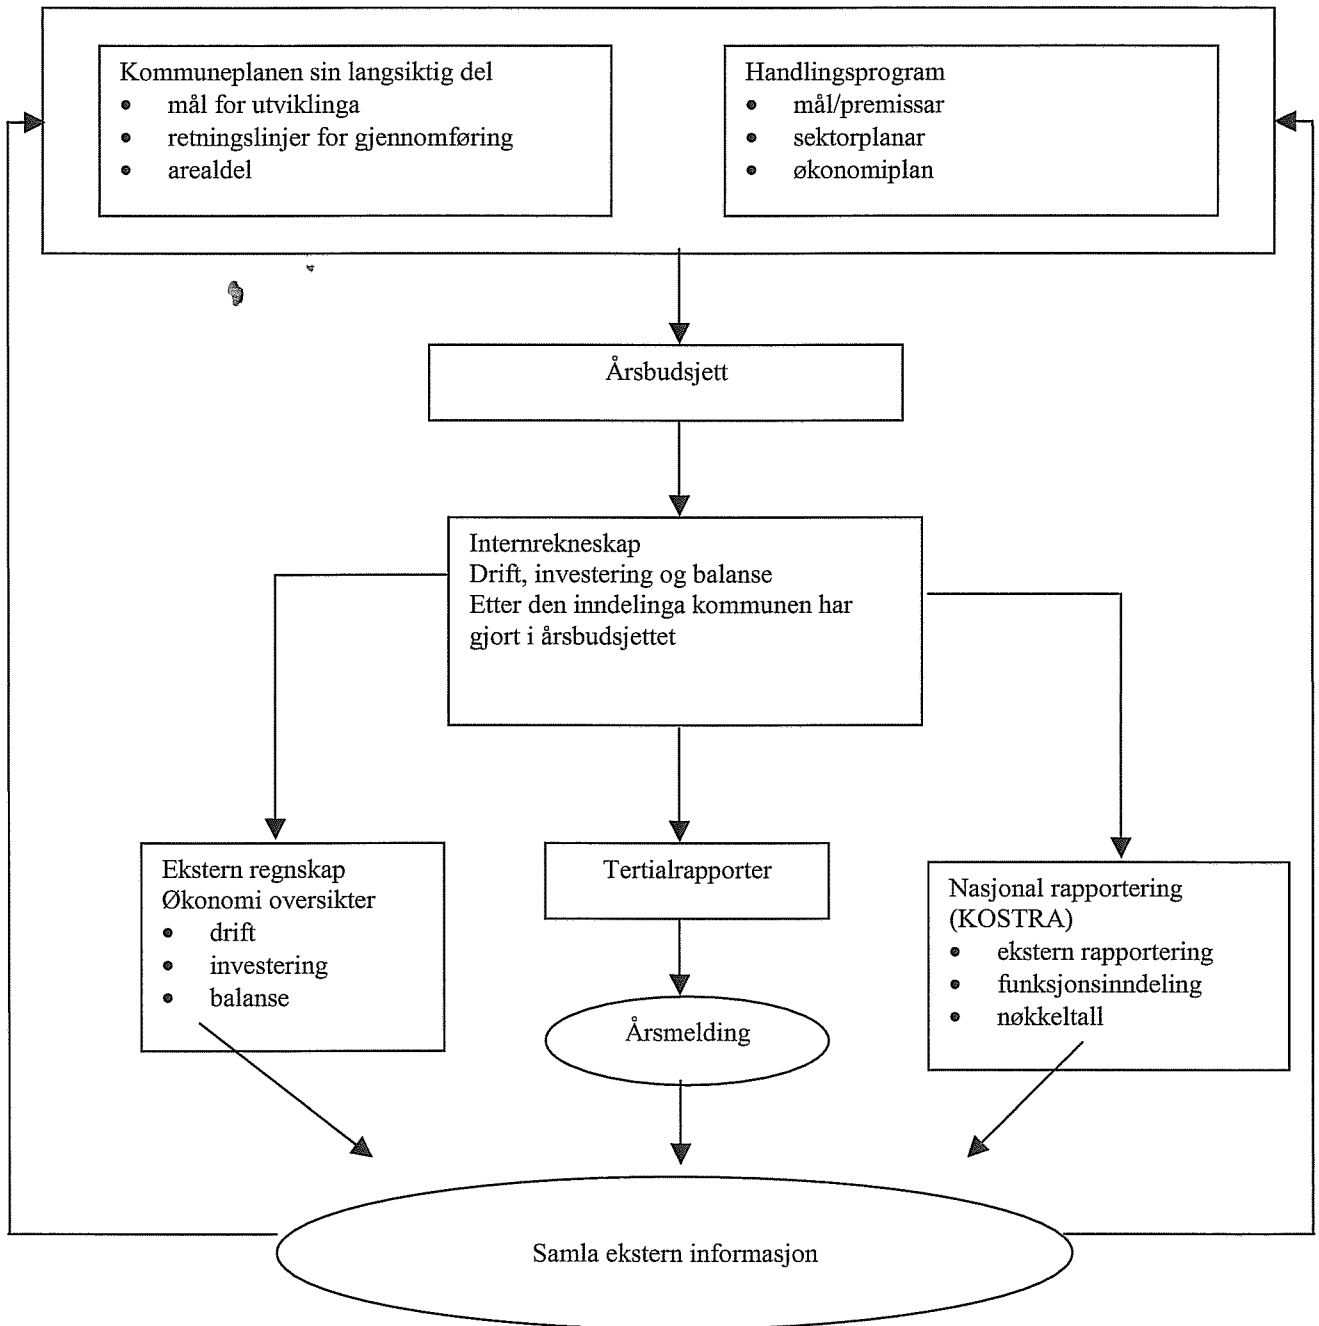 Kommuneplanen sin langsiktig del
• mål for utviklinga
• retningslinjer for gjennomføring
• arealdel
Handlingsprogram
• mål/premissar
• sektorplanar
• økonomiplan
Årsbudsjett
Internrekneskap
Drift, investering og balanse
Etter den inndelinga kommunen har
gjort i årsbudsjettet
Ekstern regnskap
Økonomi oversikter
• drift
• investering
• balanse
Tertialrapporter
Årsmelding
Nasjonal rapportering
(KOSTRA)
• ekstern rapportering
• funksjonsinndeling
• nøkkeltall
Samla ekstern informasjon